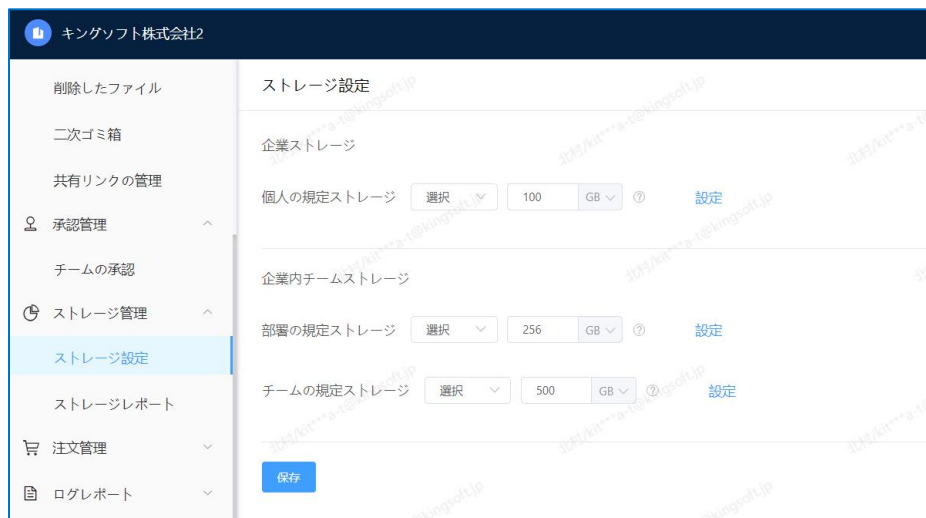 キングソフト株式会社2
削除したファイル
二次ゴミ箱
共有リンクの管理
承認管理
チームの承認
ストレージ管理
ストレージ設定
ストレージレポート
注文管理
ログレポート
ストレージ設定
企業ストレージ
個人の規定ストレージ 選択 100 GB ? 設定
企業内チームストレージ
部署の規定ストレージ 選択 256 GB ? 設定
チームの規定ストレージ 選択 500 GB ? 設定
保存
北村/kit***a-t@kingsoft.jp